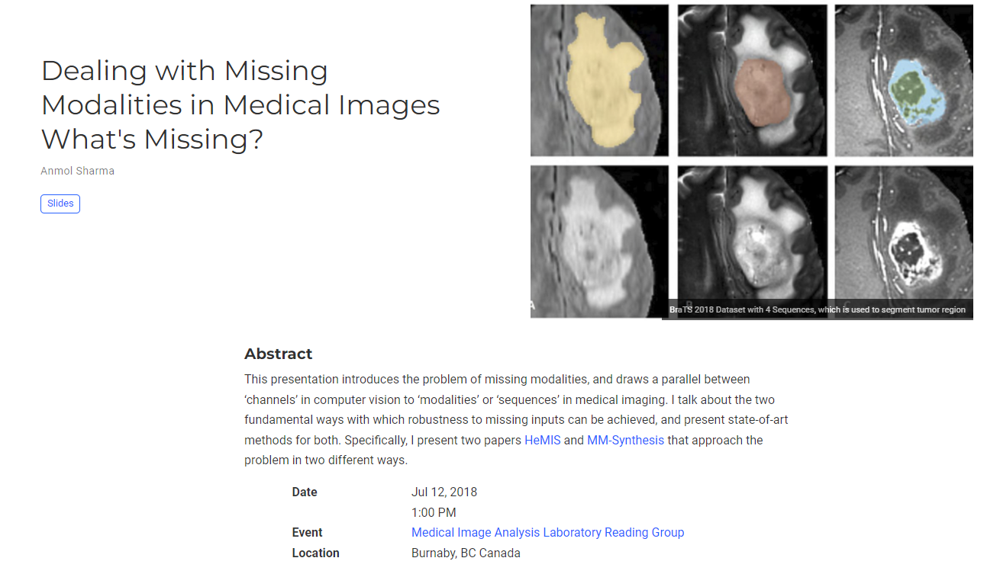 Dealing with Missing
Modalities in Medical Images
What's Missing?
Anmol Sharma
Slides
A
B
C
BraTS 2018 Dataset with 4 Sequences, which is used to segment tumor region
Abstract
This presentation introduces the problem of missing modalities, and draws a parallel between
‘channels’ in computer vision to ‘modalities’ or ‘sequences’ in medical imaging. I talk about the two
fundamental ways with which robustness to missing inputs can be achieved, and present state-of-art
methods for both. Specifically, I present two papers HeMIS and MM-Synthesis that approach the
problem in two different ways.
Date Jul 12, 2018
1:00 PM
Event Medical Image Analysis Laboratory Reading Group
Location Burnaby, BC Canada